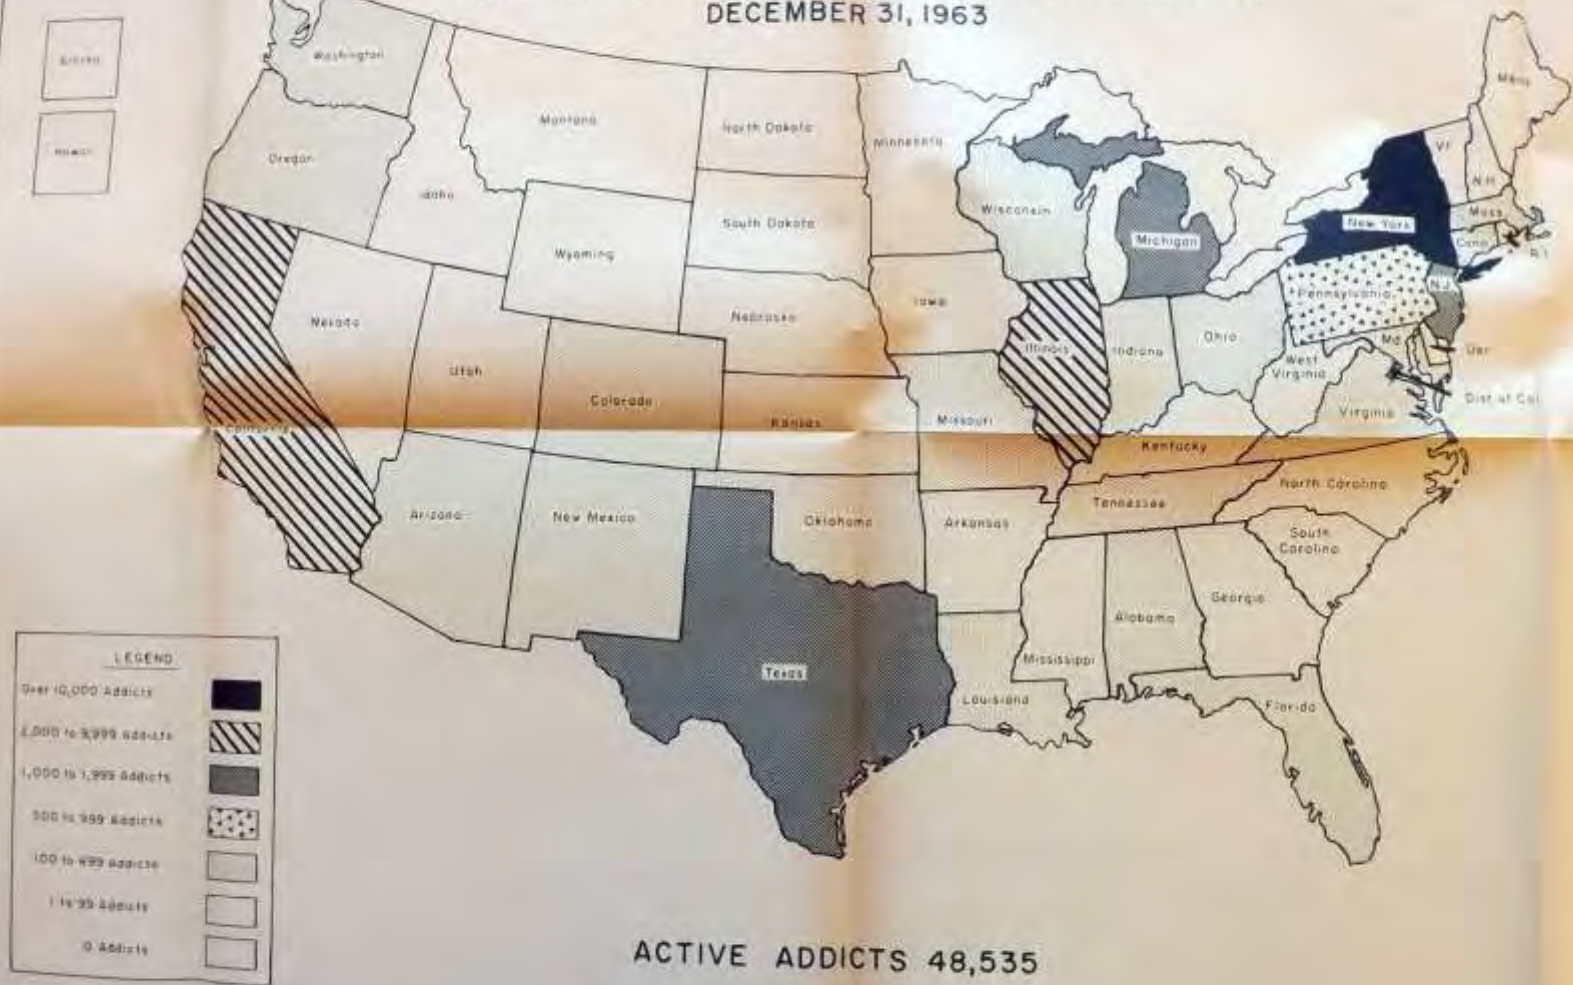 DECEMBER 31, 1963
Washington
Oregon
California
Nevada
Idaho
Montana
Wyoming
Utah
Colorado
Arizona
New Mexico
North Dakota
South Dakota
Nebraska
Kansas
Oklahoma
Texas
Minnesota
Iowa
Missouri
Arkansas
Louisiana
Wisconsin
Illinois
Michigan
Indiana
Ohio
Kentucky
Tennessee
Mississippi
Alabama
Georgia
Florida
South
Carolina
North Carolina
Virginia
West
Virginia
Pennsylvania
New York
Maine
Vt
N.H.
Mass
Conn
R.I.
N.J.
Del
Md
Dist of Col
Hawaii
LEGEND
Over 10,000 Addicts
2,000 to 9,999 Addicts
1,000 to 1,999 Addicts
500 to 999 Addicts
100 to 499 Addicts
1 to 99 Addicts
0 Addicts
ACTIVE ADDICTS 48,535